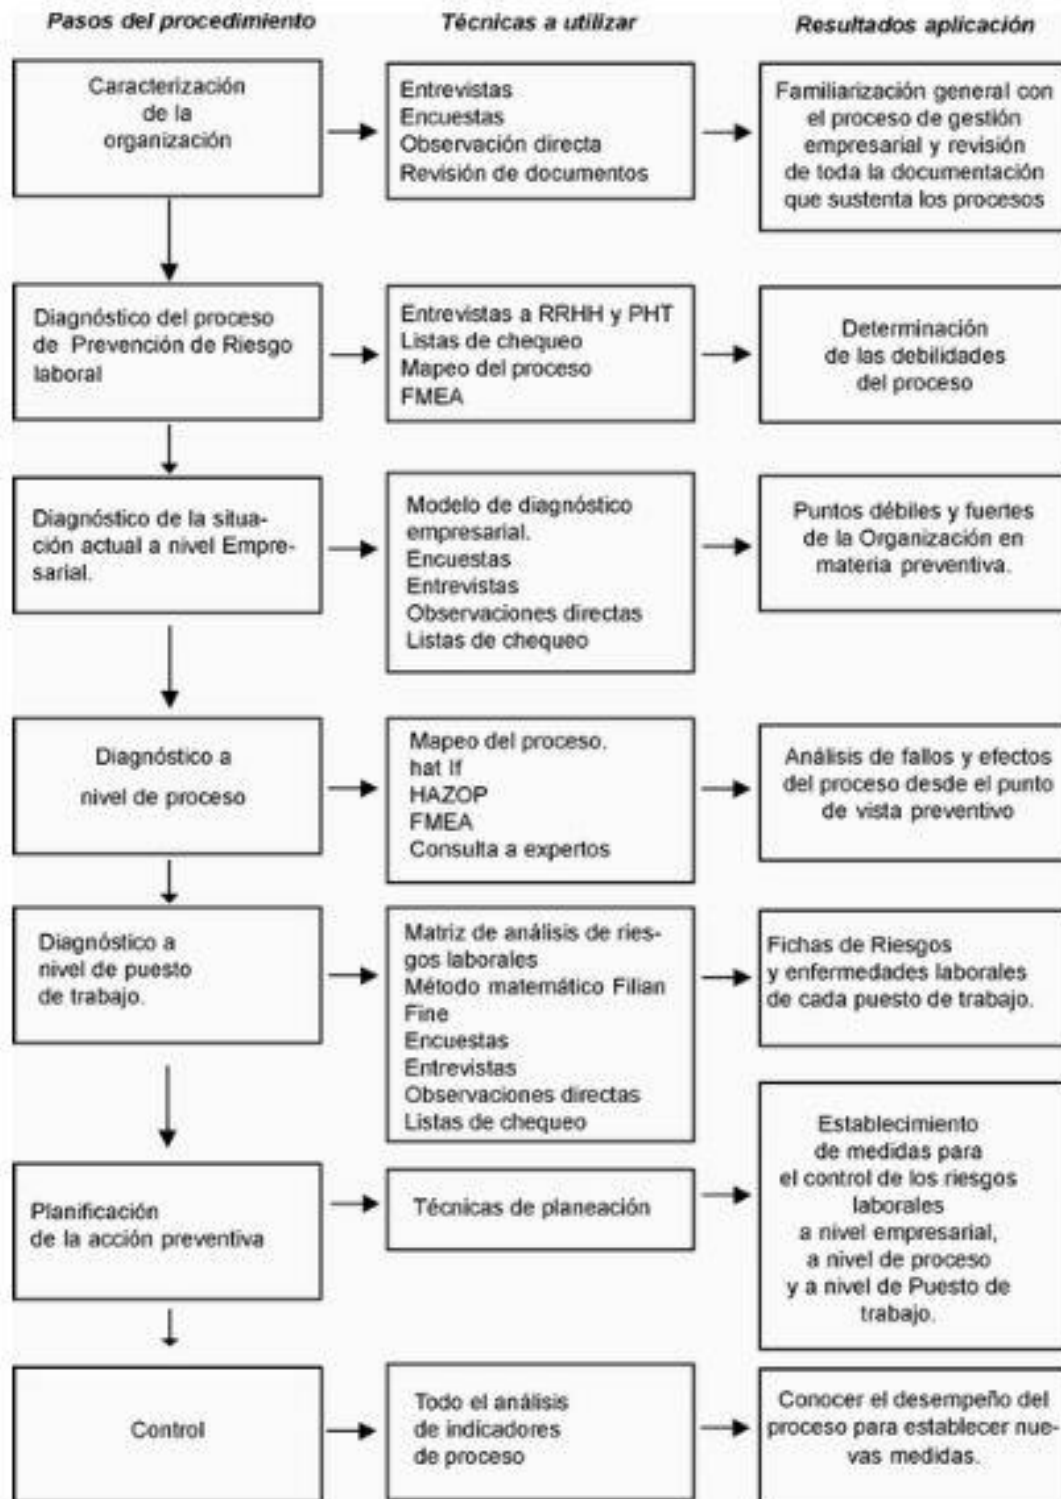 Pasos del procedimiento
Técnicas a utilizar
Resultados aplicación
Caracterización
de la
organización
Entrevistas
Encuestas
Observación directa
Revisión de documentos
Familiarización general con
el proceso de gestión
empresarial y revisión
de toda la documentación
que sustenta los procesos
Diagnóstico del proceso
de Prevención de Riesgo
laboral
Entrevistas a RRHH y PHT
Listas de chequeo
Mapeo del proceso
FMEA
Determinación
de las debilidades
del proceso
Diagnóstico de la situa-
ción actual a nivel Empre-
sarial.
Modelo de diagnóstico
empresarial.
Encuestas
Entrevistas
Observaciones directas
Listas de chequeo
Puntos débiles y fuertes
de la Organización en
materia preventiva.
Diagnóstico a
nivel de proceso
Mapeo del proceso.
hat If
HAZOP
FMEA
Consulta a expertos
Análisis de fallos y efectos
del proceso desde el punto
de vista preventivo
Diagnóstico a
nivel de puesto
de trabajo.
Matriz de análisis de ries-
gos laborales
Método matemático Filian
Fine
Encuestas
Entrevistas
Observaciones directas
Listas de chequeo
Fichas de Riesgos
y enfermedades laborales
de cada puesto de trabajo.
Planificación
de la acción preventiva
Técnicas de planeación
Establecimiento
de medidas para
el control de los riesgos
laborales
a nivel empresarial,
a nivel de proceso
y a nivel de Puesto de
trabajo.
Control
Todo el análisis
de indicadores
de proceso
Conocer el desempeño del
proceso para establecer nue-
vas medidas.